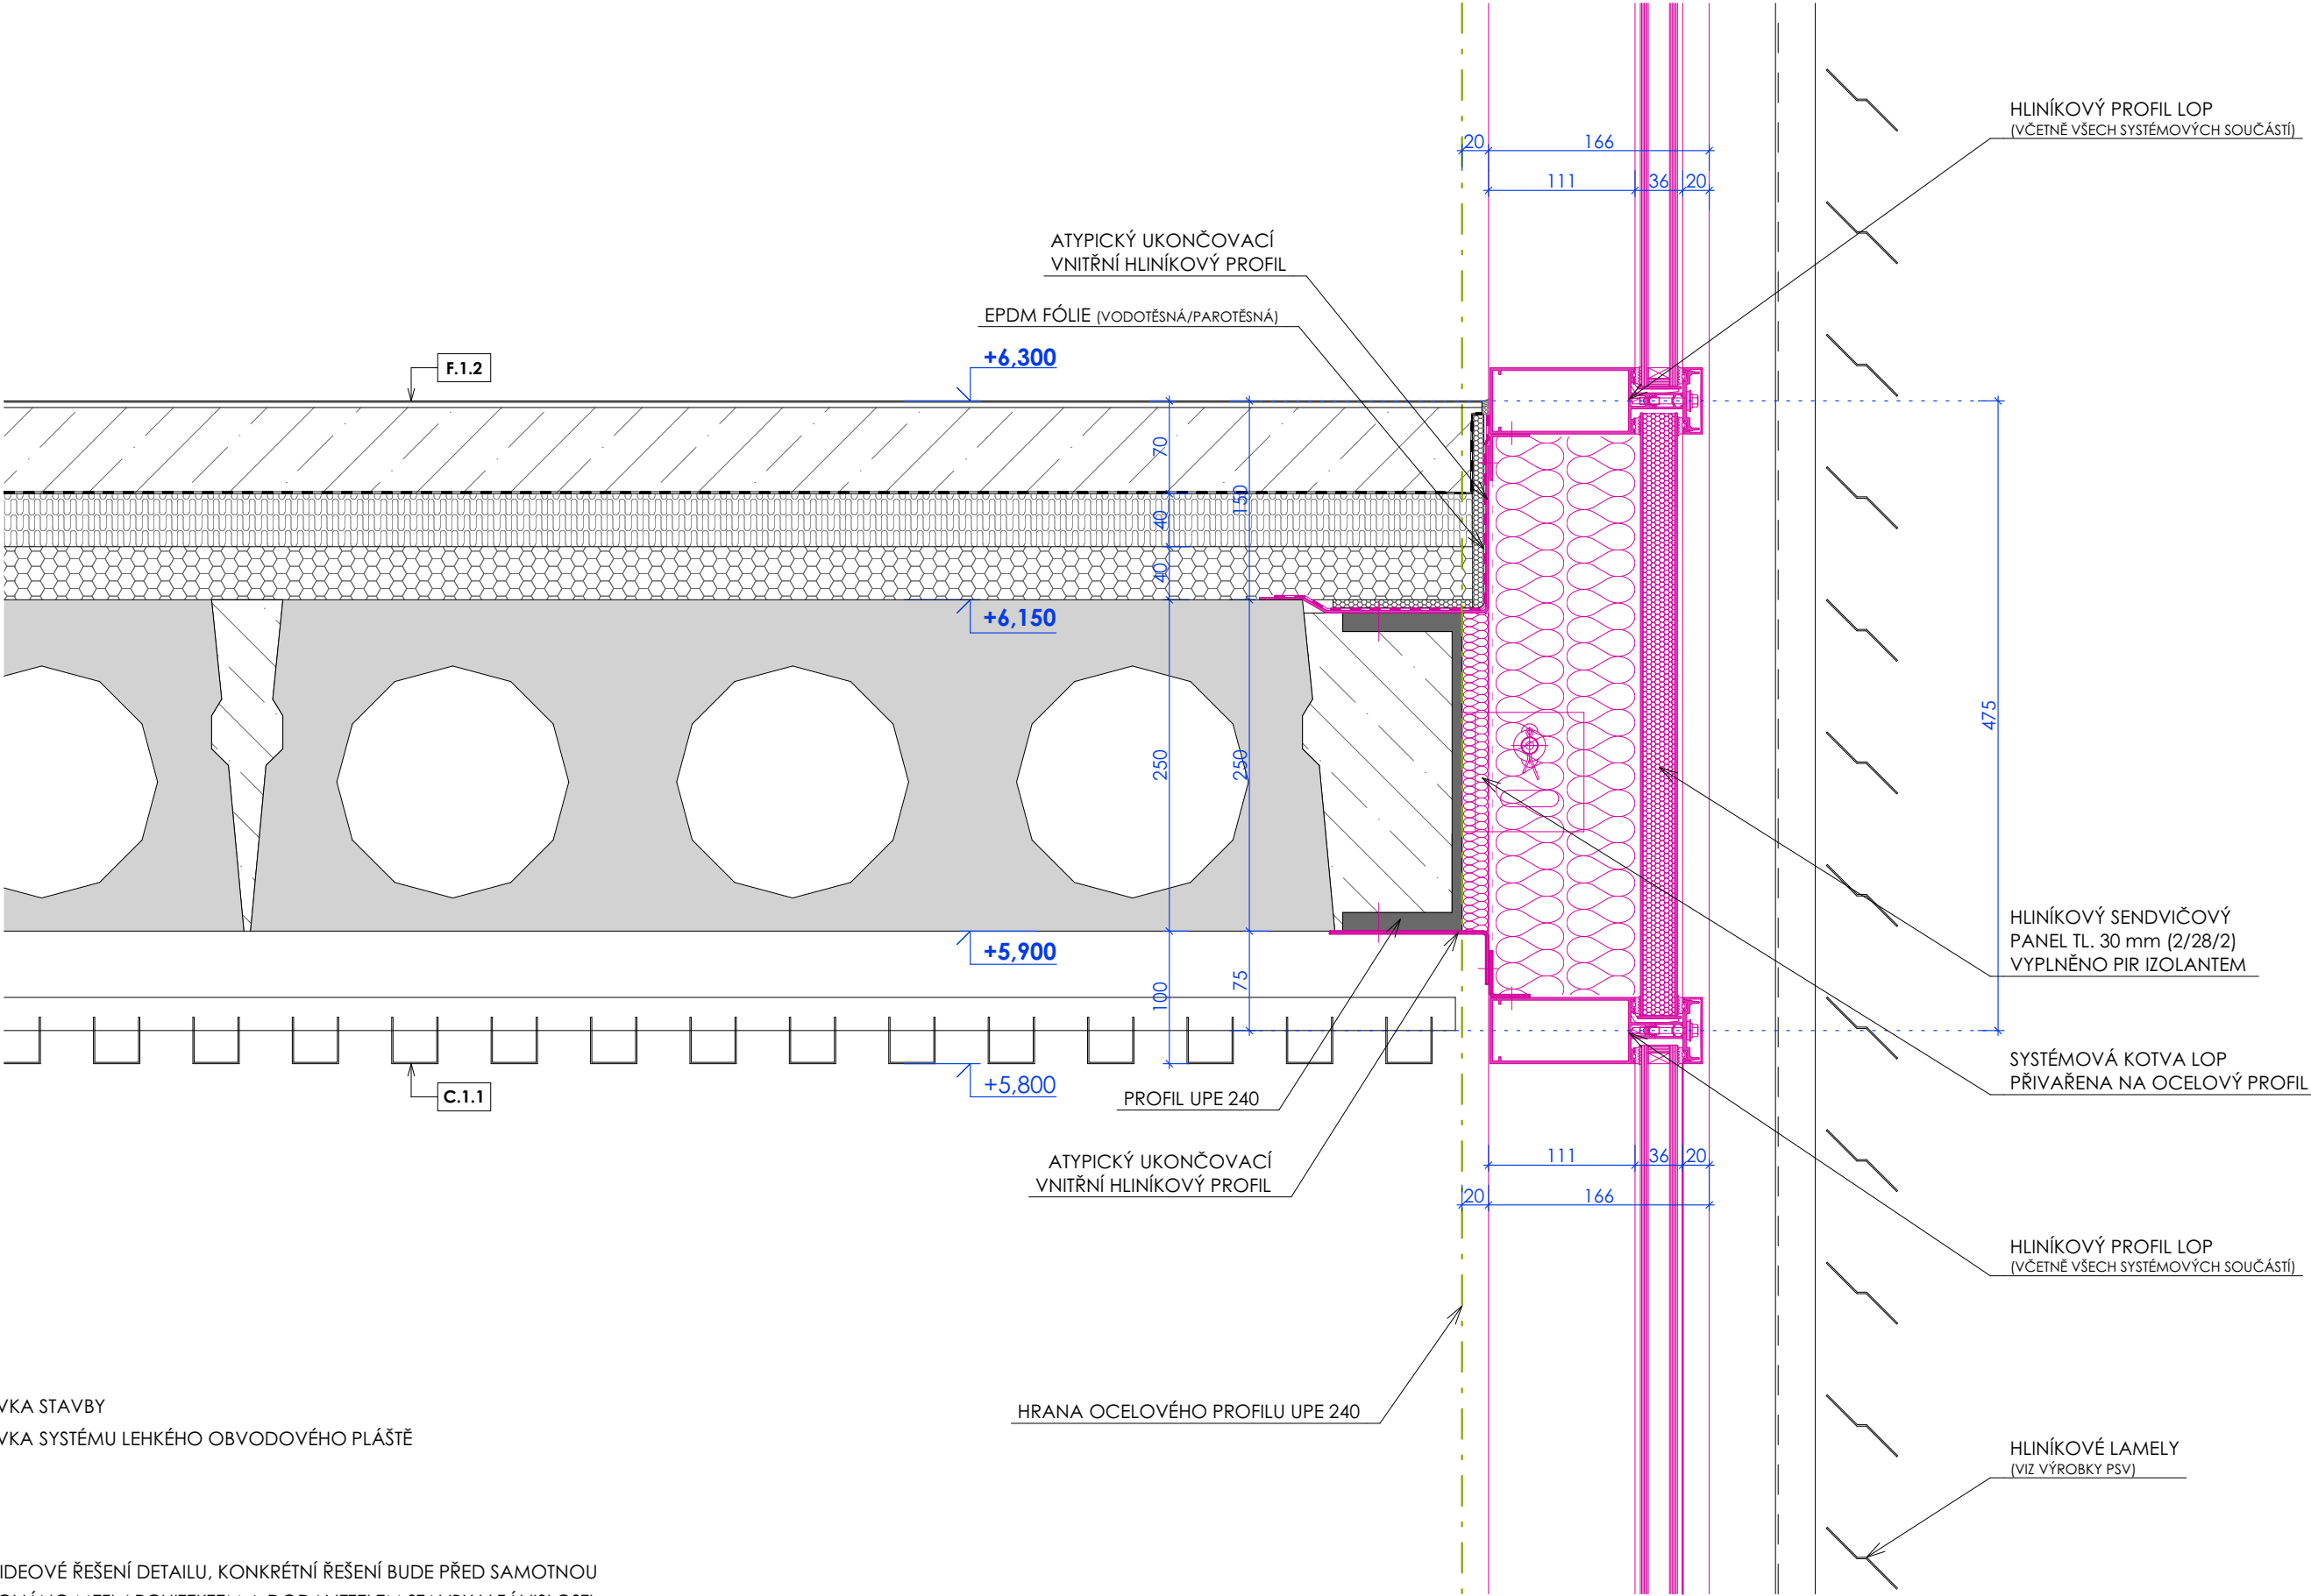 HLINÍKOVÝ PROFIL LOP
(VČETNĚ VŠECH SYSTÉMOVÝCH SOUČÁSTÍ)
20
166
111
36
20
ATYPICKÝ UKONČOVACÍ
VNITŘNÍ HLINÍKOVÝ PROFIL
EPDM FÓLIE (VODOTĚSNÁ/PAROTĚSNÁ)
+6,300
F.1.2
70
150
40
40
+6,150
475
250
250
HLINÍKOVÝ SENDVIČOVÝ
PANEL TL. 30 mm (2/28/2)
VYPLNĚNO PIR IZOLANTEM
+5,900
100
75
SYSTÉMOVÁ KOTVA LOP
PŘIVAŘENA NA OCELOVÝ PROFIL
+5,800
C.1.1
PROFIL UPE 240
ATYPICKÝ UKONČOVACÍ
VNITŘNÍ HLINÍKOVÝ PROFIL
111
36
20
20
166
HLINÍKOVÝ PROFIL LOP
(VČETNĚ VŠECH SYSTÉMOVÝCH SOUČÁSTÍ)
HRANA OCELOVÉHO PROFILU UPE 240
VKA STAVBY
VKA SYSTÉMU LEHKÉHO OBVODOVÉHO PLÁŠTĚ
HLINÍKOVÉ LAMELY
(VIZ VÝROBKY PSV)
IDEOVÉ ŘEŠENÍ DETAILU, KONKRÉTNÍ ŘEŠENÍ BUDE PŘED SAMOTNOU